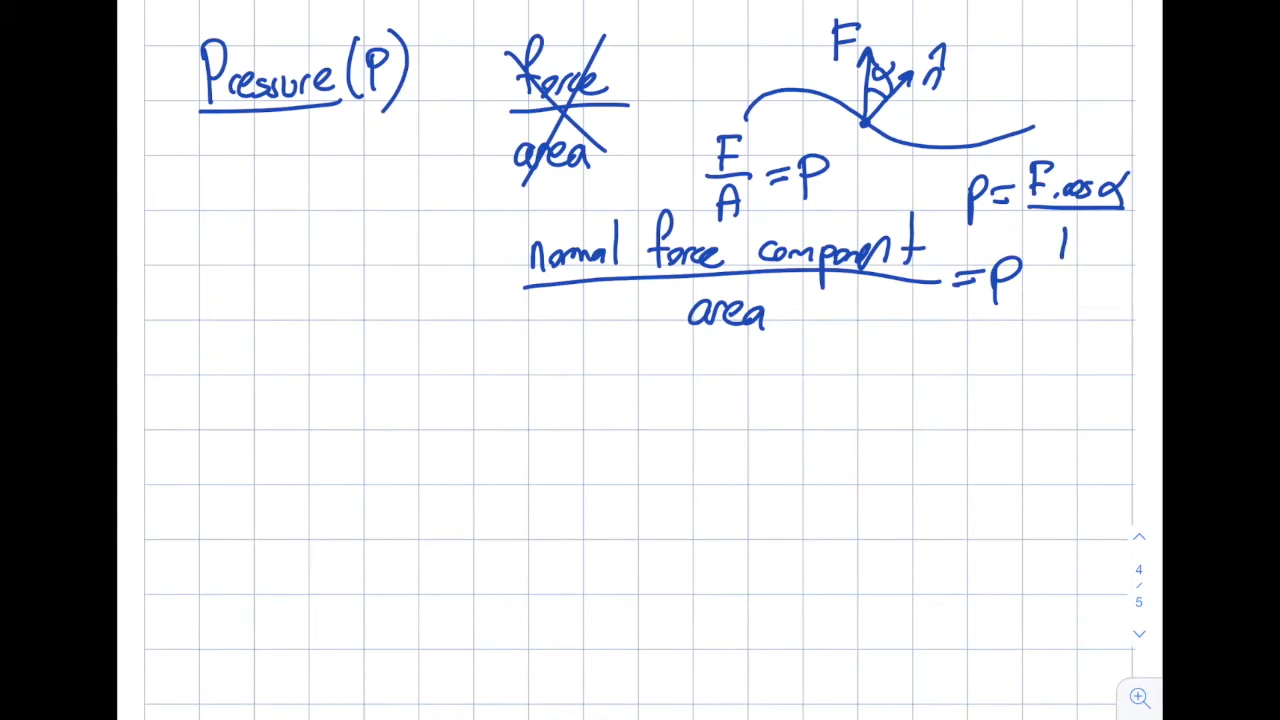 Pressure (P)
force
area
F
α n̂
F
A
= P
P = F.cos α
1
normal force component
area
= P
4
/
5